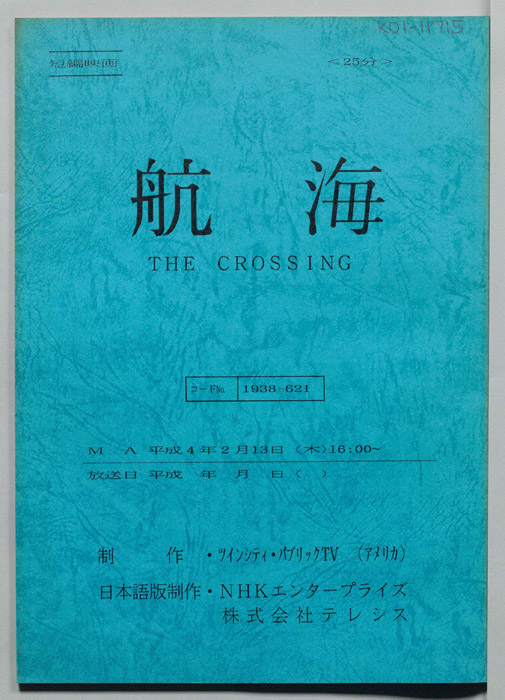 K01-11715
短編映画
<25分>
航海
THE CROSSING
コードNo. 1938-621
M A 平成4年2月13日 (木)16:00~
放送日 平成 年 月 日( )
制作・ツインシティ・パブリックTV (アメリカ)
日本語版制作・NHKエンタープライズ
株式会社テレシス